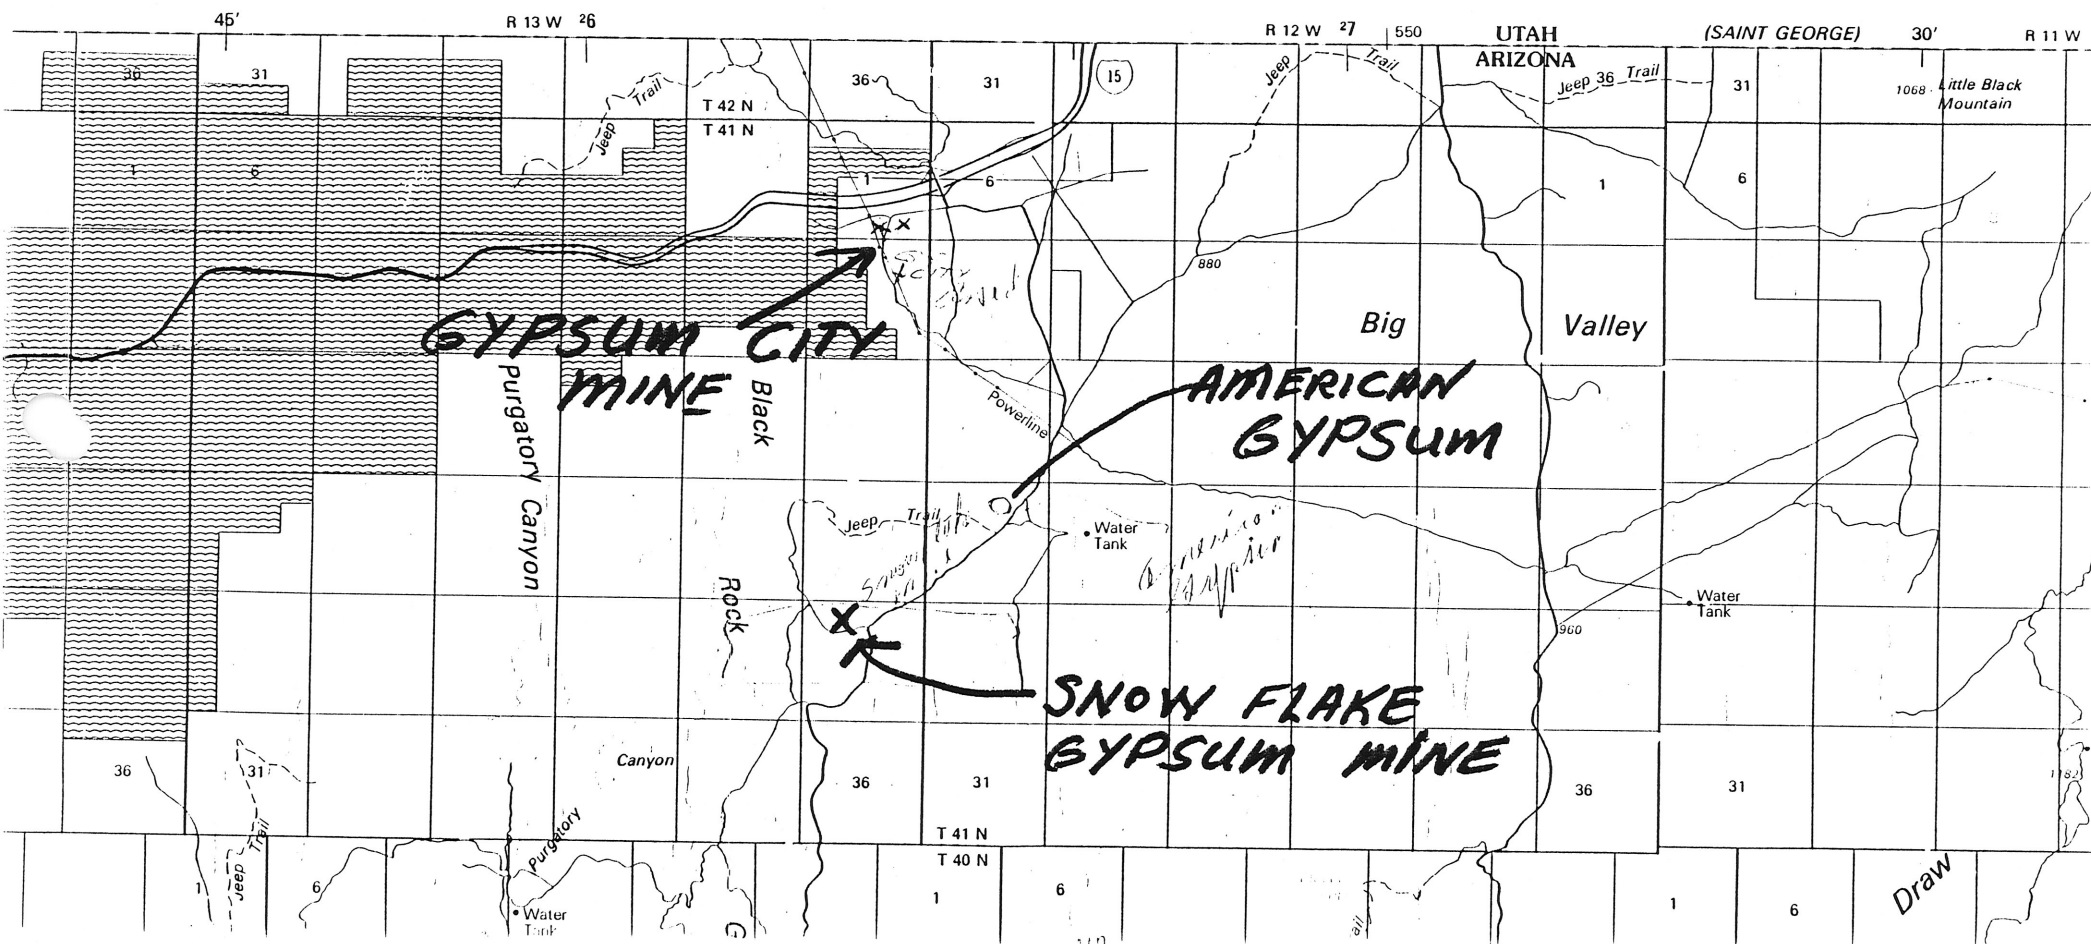 45'
R 13 W
26
R 12 W
27
550
UTAH
ARIZONA
(SAINT GEORGE)
30'
R 11 W
36
31
36
31
15
Jeep
Trail
Jeep 36 Trail
31
1068
Little Black
Mountain
Trail
Jeep
T 42 N
T 41 N
1
6
1
6
1
6
880
CITY
GYPSUM CITY
MINE
Big
Valley
Purgatory
Canyon
Black
Rock
Powerline
AMERICAN
GYPSUM
Jeep
Trail
Water
Tank
American
Gypsum
960
Water
Tank
X
SNOW FLAKE
GYPSUM MINE
Canyon
36
31
36
31
36
31
1182
Jeep
Trail
T 41 N
T 40 N
Purgatory
1
6
1
6
1
6
Water
Tank
G
Draw